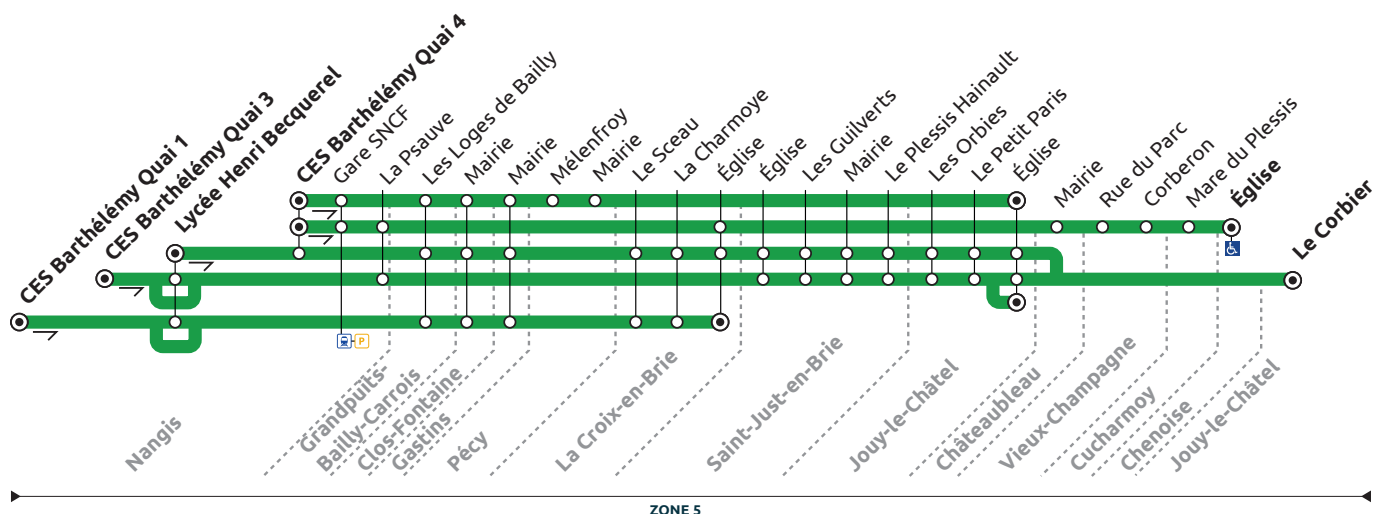 CES Barthélémy Quai 1
CES Barthélémy Quai 3
Lycée Henri Becquerel
CES Barthélémy Quai 4
Gare SNCF
La Psauve
Les Loges de Bailly
Mairie
Mairie
Mélenfroy
Mairie
Le Sceau
La Charmoye
Église
Église
Les Guilverts
Mairie
Le Plessis Hainault
Les Orbies
Le Petit Paris
Église
Mairie
Rue du Parc
Corberon
Mare du Plessis
Église
Le Corbier
P
Nangis
Grandpuits-
Bailly-Carrois
Clos-Fontaine
Gastins
Pécy
La Croix-en-Brie
Saint-Just-en-Brie
Jouy-le-Châtel
Châteaubleau
Vieux-Champagne
Cucharmoy
Chenoise
Jouy-le-Châtel
ZONE 5